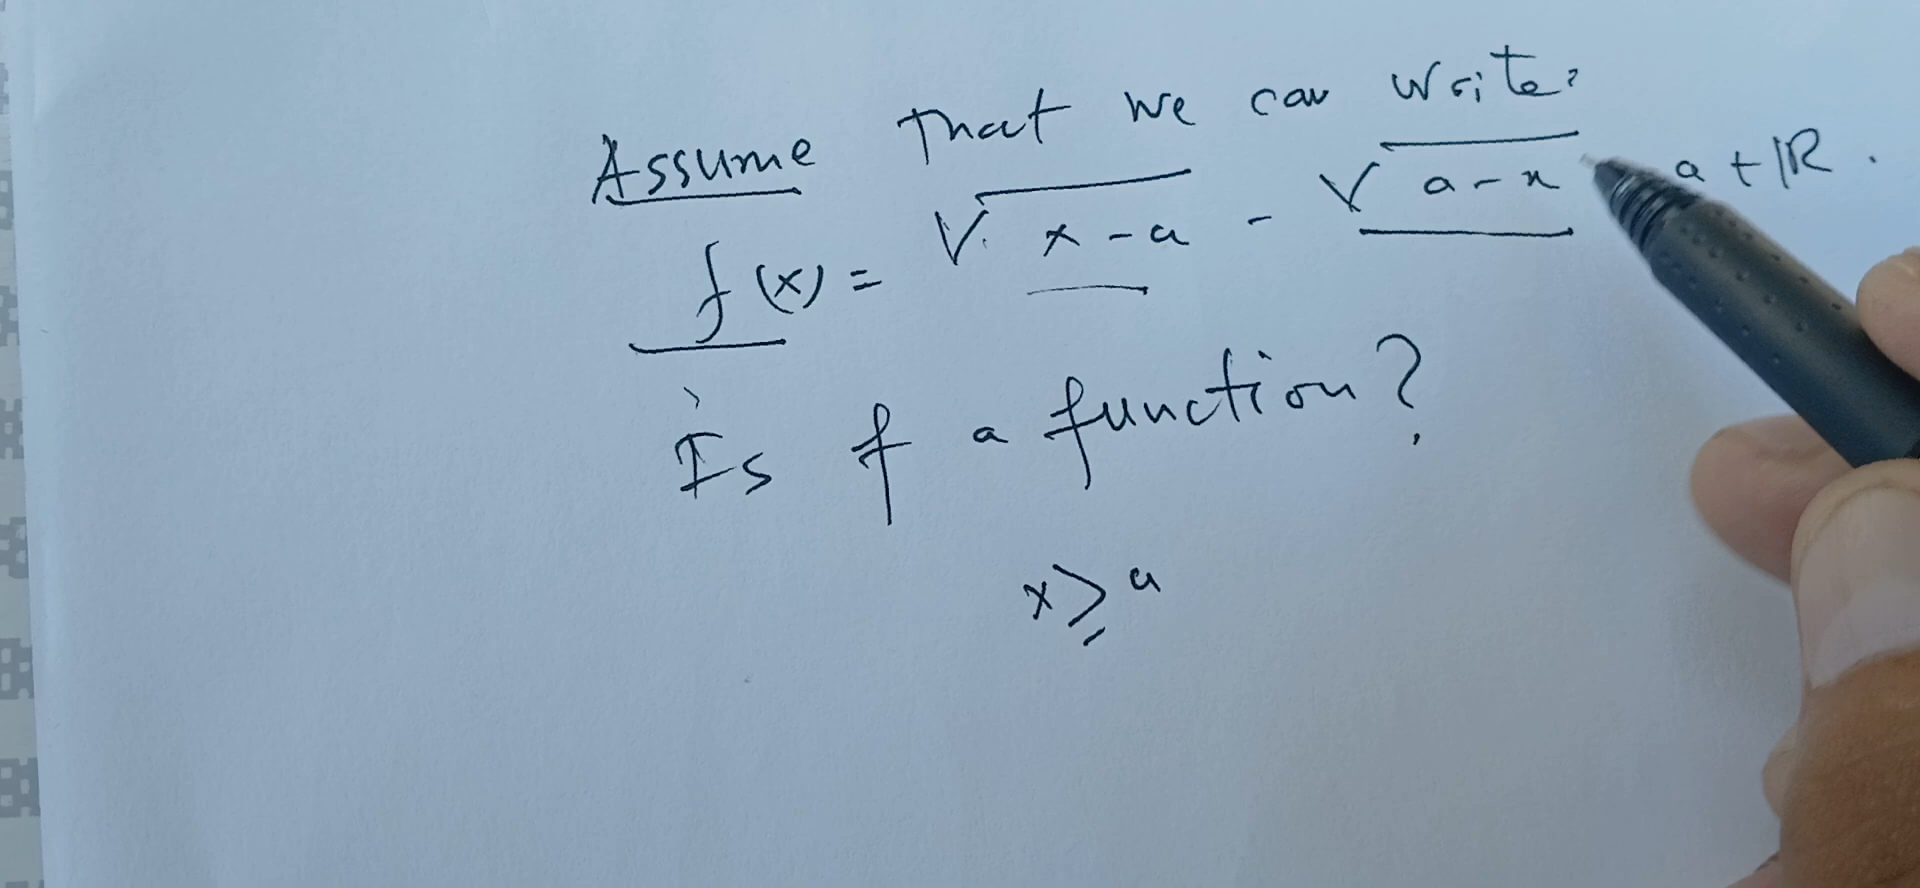 Assume that we can write:
f(x) = √x-a - √a-x a+ℝ.
Is f a function?
x ≥ a